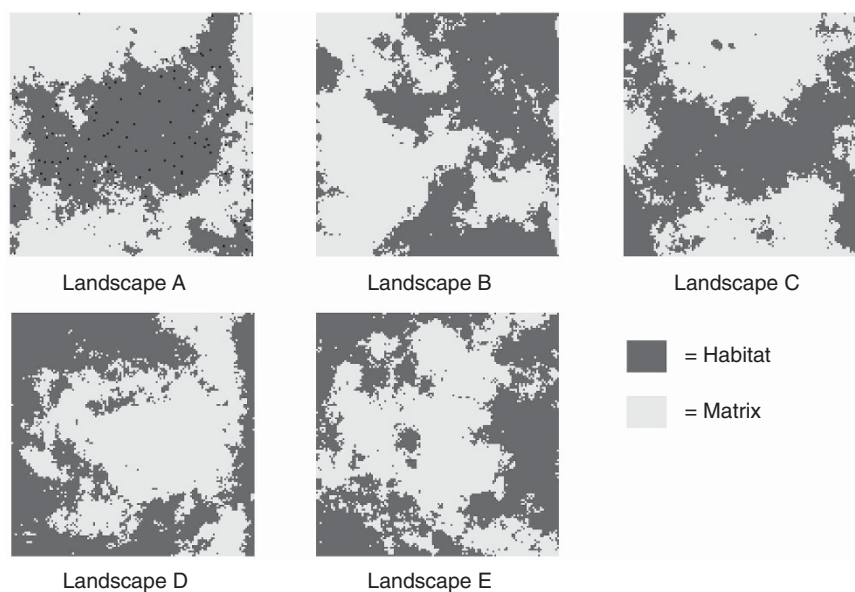 Landscape A
Landscape B
Landscape C
Landscape D
Landscape E
= Habitat
= Matrix